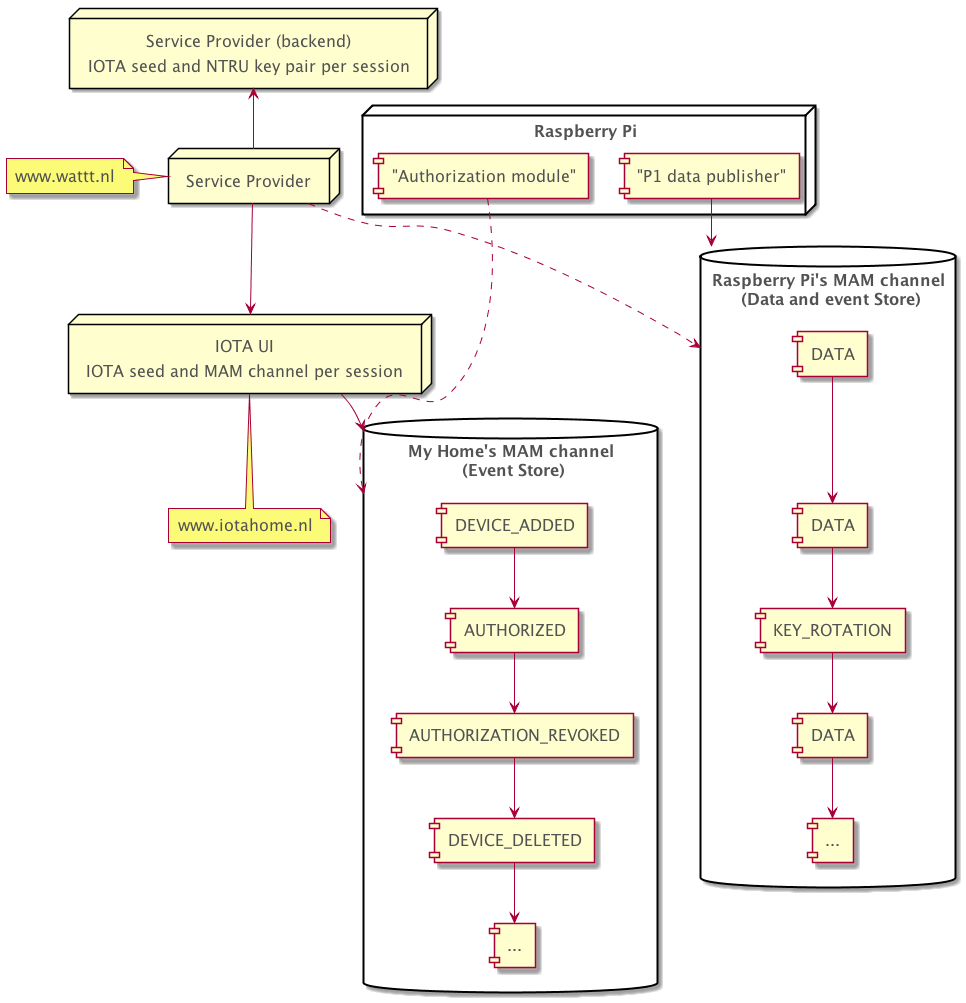 Service Provider (backend)
IOTA seed and NTRU key pair per session
Raspberry Pi
"Authorization module"
"P1 data publisher"
www.wattt.nl
Service Provider
Raspberry Pi's MAM channel
(Data and event Store)
IOTA UI
IOTA seed and MAM channel per session
DATA
My Home's MAM channel
(Event Store)
www.iotahome.nl
DEVICE_ADDED
DATA
AUTHORIZED
KEY_ROTATION
AUTHORIZATION_REVOKED
DATA
DEVICE_DELETED
...
...